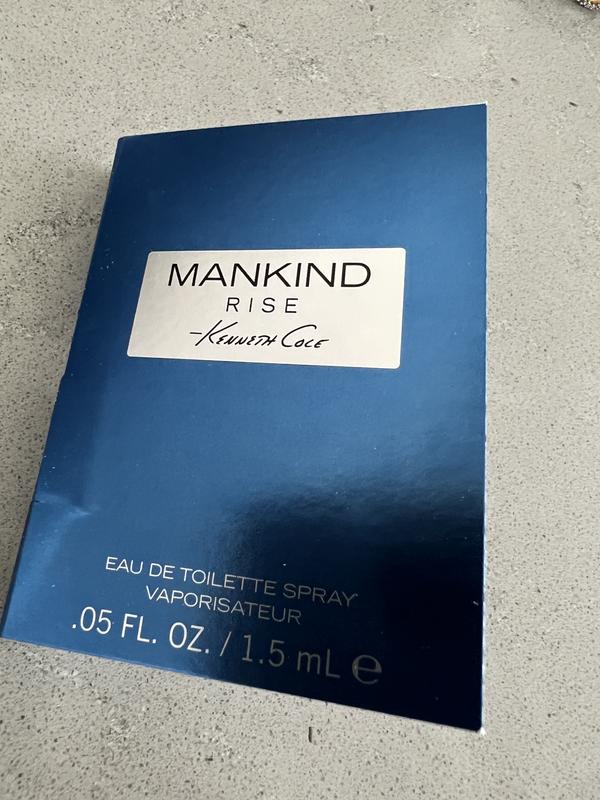 MANKIND
RISE
-KENNETH COLE
EAU DE TOILETTE SPRAY
VAPORISATEUR
.05 FL. OZ. / 1.5 mL ℮